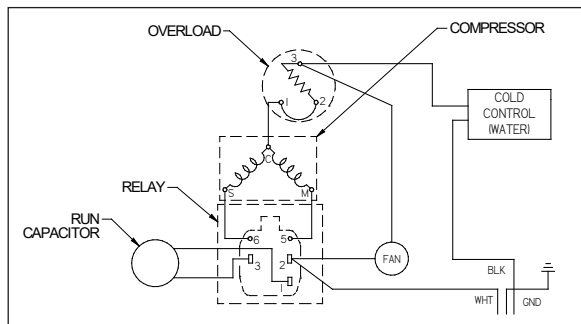 OVERLOAD
COMPRESSOR
3
1
2
COLD
CONTROL
(WATER)
C
S
M
RELAY
RUN
CAPACITOR
6
5
3
2
1
FAN
BLK
WHT
GND